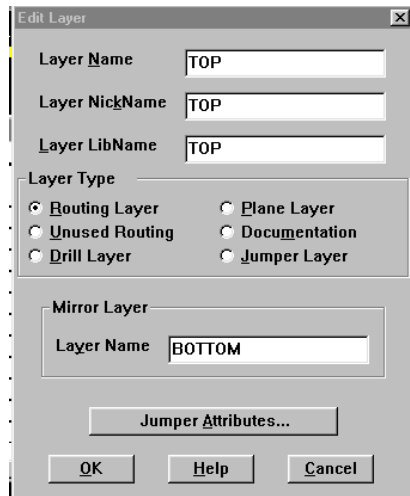 Edit Layer
Layer Name TOP
Layer NickName TOP
Layer LibName TOP
Layer Type
Routing Layer Plane Layer
Unused Routing Documentation
Drill Layer Jumper Layer
Mirror Layer
Layer Name BOTTOM
Jumper Attributes...
OK Help Cancel